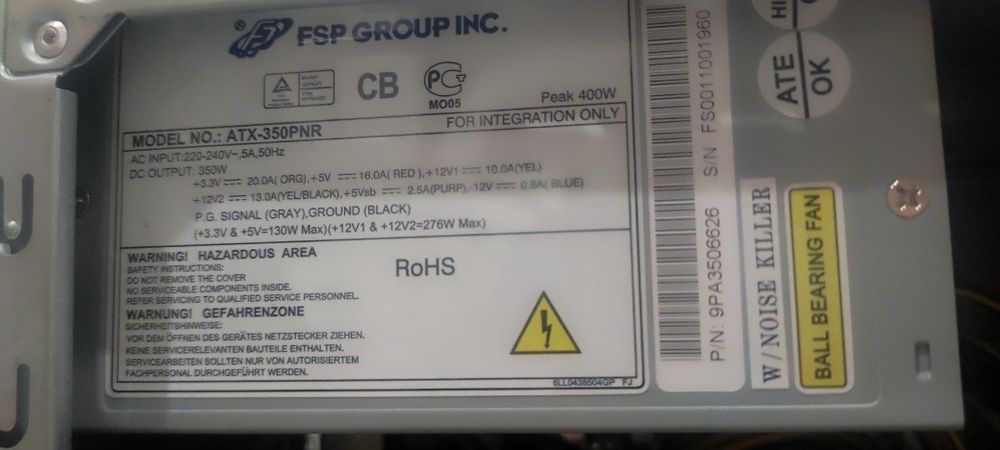 FSP GROUP INC.
CB
MO05
Peak 400W
MODEL NO.: ATX-350PNR
FOR INTEGRATION ONLY
AC INPUT:220-240V~,5A,50Hz
DC OUTPUT: 350W
+3.3V ⎓ 20.0A( ORG),+5V ⎓16.0A( RED ),+12V1 ⎓ 10.0A(YEL)
+12V2 ⎓ 13.0A(YEL/BLACK),+5Vsb ⎓ 2.5A(PURP),-12V ⎓ 0.8A( BLUE)
P.G. SIGNAL (GRAY),GROUND (BLACK)
(+3.3V & +5V=130W Max)(+12V1 & +12V2=276W Max)
WARNING! HAZARDOUS AREA
SAFETY INSTRUCTIONS:
DO NOT REMOVE THE COVER
NO SERVICEABLE COMPONENTS INSIDE.
REFER SERVICING TO QUALIFIED SERVICE PERSONNEL.
WARNUNG! GEFAHRENZONE
SICHERHEITSHINWEISE:
VOR DEM ÖFFNEN DES GERÄTES NETZSTECKER ZIEHEN.
KEINE SERVICERELEVANTEN BAUTEILE ENTHALTEN.
SERVICEARBEITEN SOLLTEN NUR VON AUTORISIERTEM
FACHPERSONAL DURCHGEFÜHRT WERDEN.
RoHS
6LL0438504GP FJ
P/N: 9PA3506626 S/N: FS0011001960
HI
ATE
OK
W/NOISE KILLER
BALL BEARING FAN